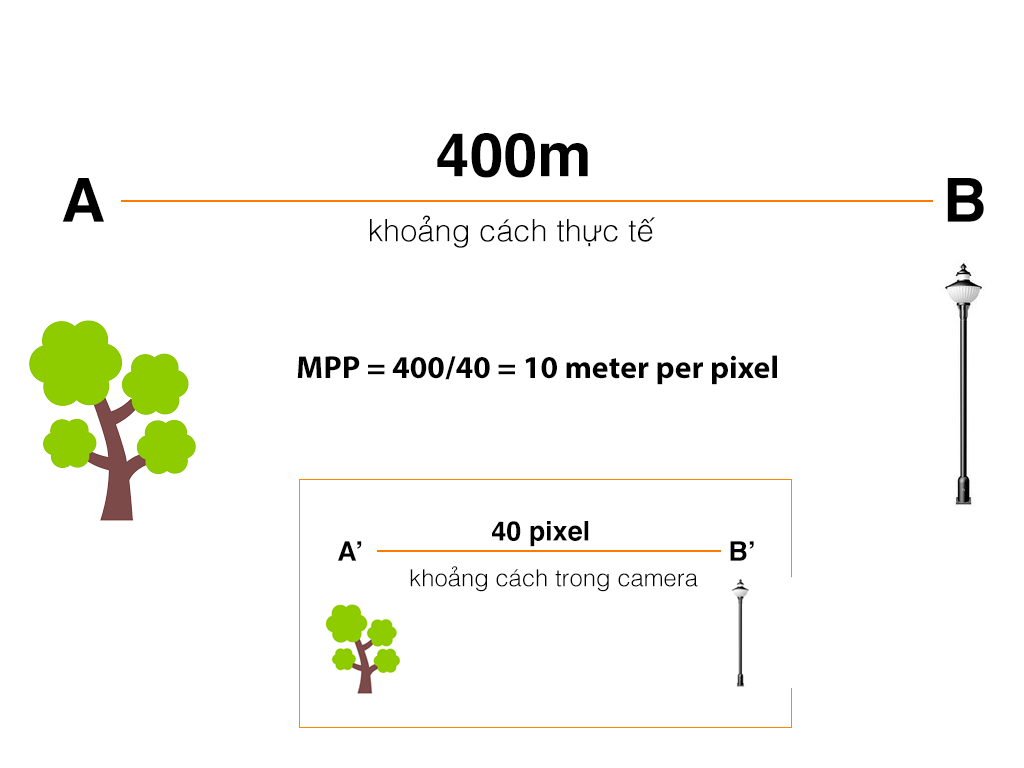 400m
A
B
khoảng cách thực tế
MPP = 400/40 = 10 meter per pixel
40 pixel
A’
B’
khoảng cách trong camera